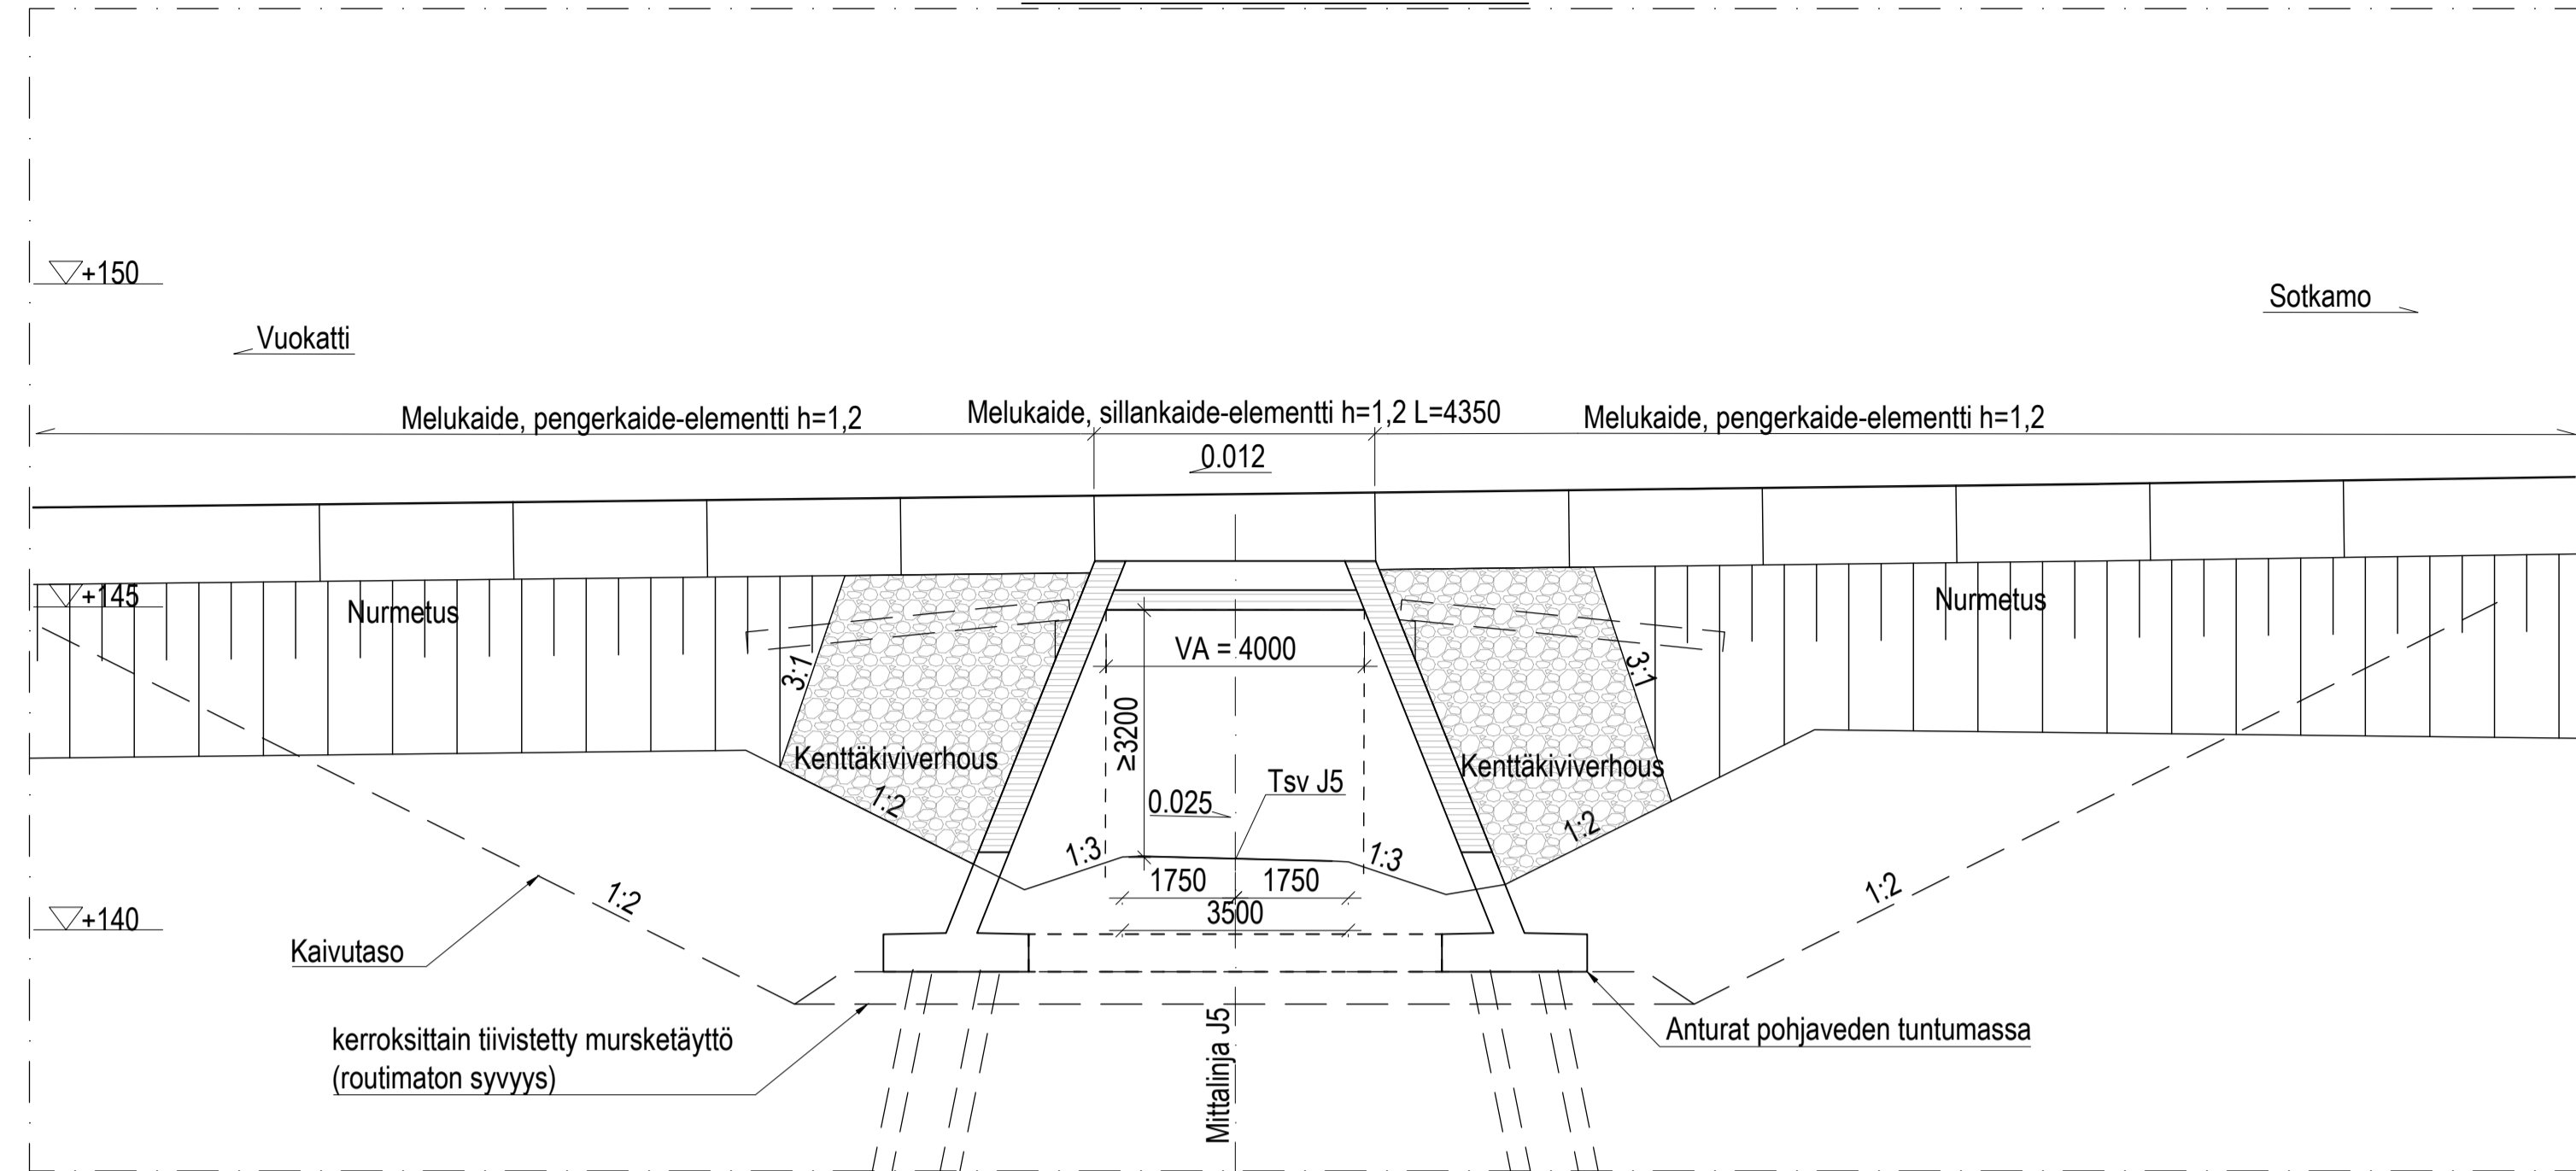 +150
Sotkamo
Vuokatti
Melukaide, pengerkaide-elementti h=1,2
Melukaide, sillankaide-elementti h=1,2 L=4350
Melukaide, pengerkaide-elementti h=1,2
0.012
+145
Nurmetus
Nurmetus
VA = 4000
3:1
3:1
≥3200
Kenttäkiviverhous
Kenttäkiviverhous
Tsv J5
0.025
1:2
1:2
1:3
1:3
1750
1750
3500
1:2
1:2
+140
Kaivutaso
kerroksittain tiivistetty mursketäyttö
(routimaton syvyys)
Anturat pohjaveden tuntumassa
Mittalinja J5